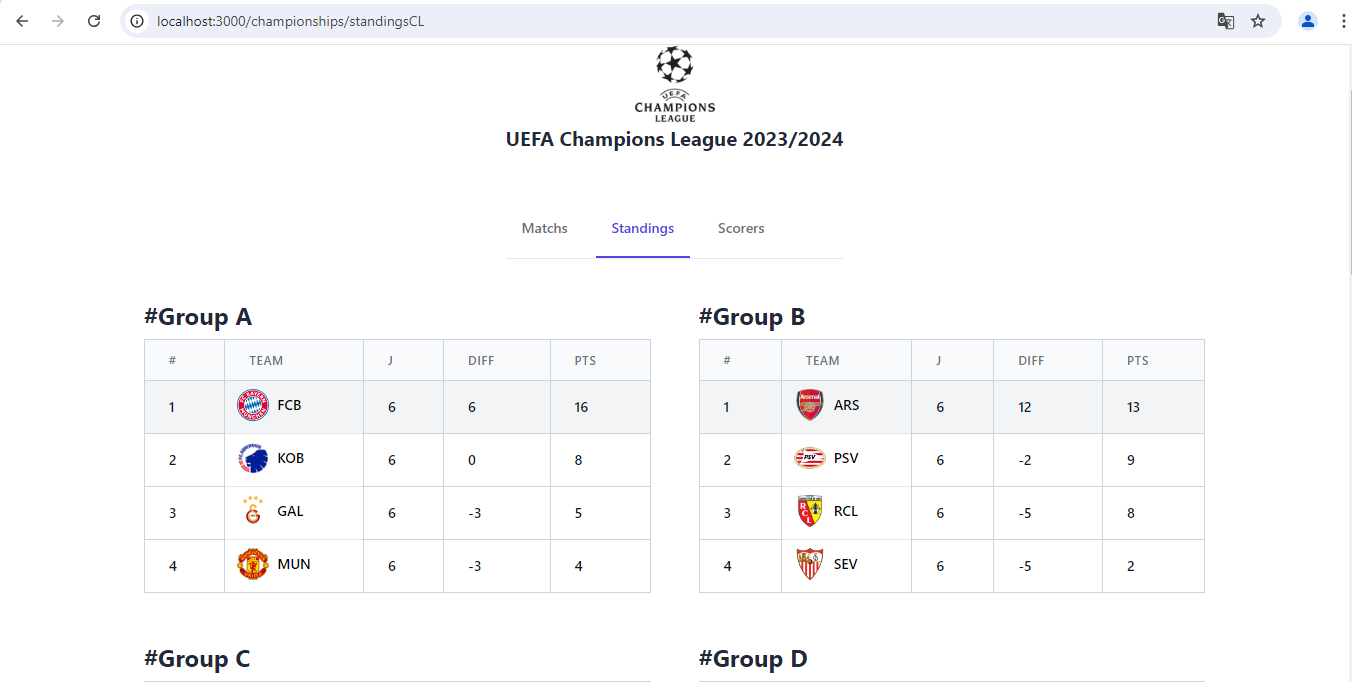 localhost:3000/championships/standingsCL
UEFA
CHAMPIONS
LEAGUE
UEFA Champions League 2023/2024
Matchs Standings Scorers
#Group A
# TEAM J DIFF PTS
1 FCB 6 6 16
2 KOB 6 0 8
3 GAL 6 -3 5
4 MUN 6 -3 4
#Group B
# TEAM J DIFF PTS
1 ARS 6 12 13
2 PSV 6 -2 9
3 RCL 6 -5 8
4 SEV 6 -5 2
#Group C
#Group D